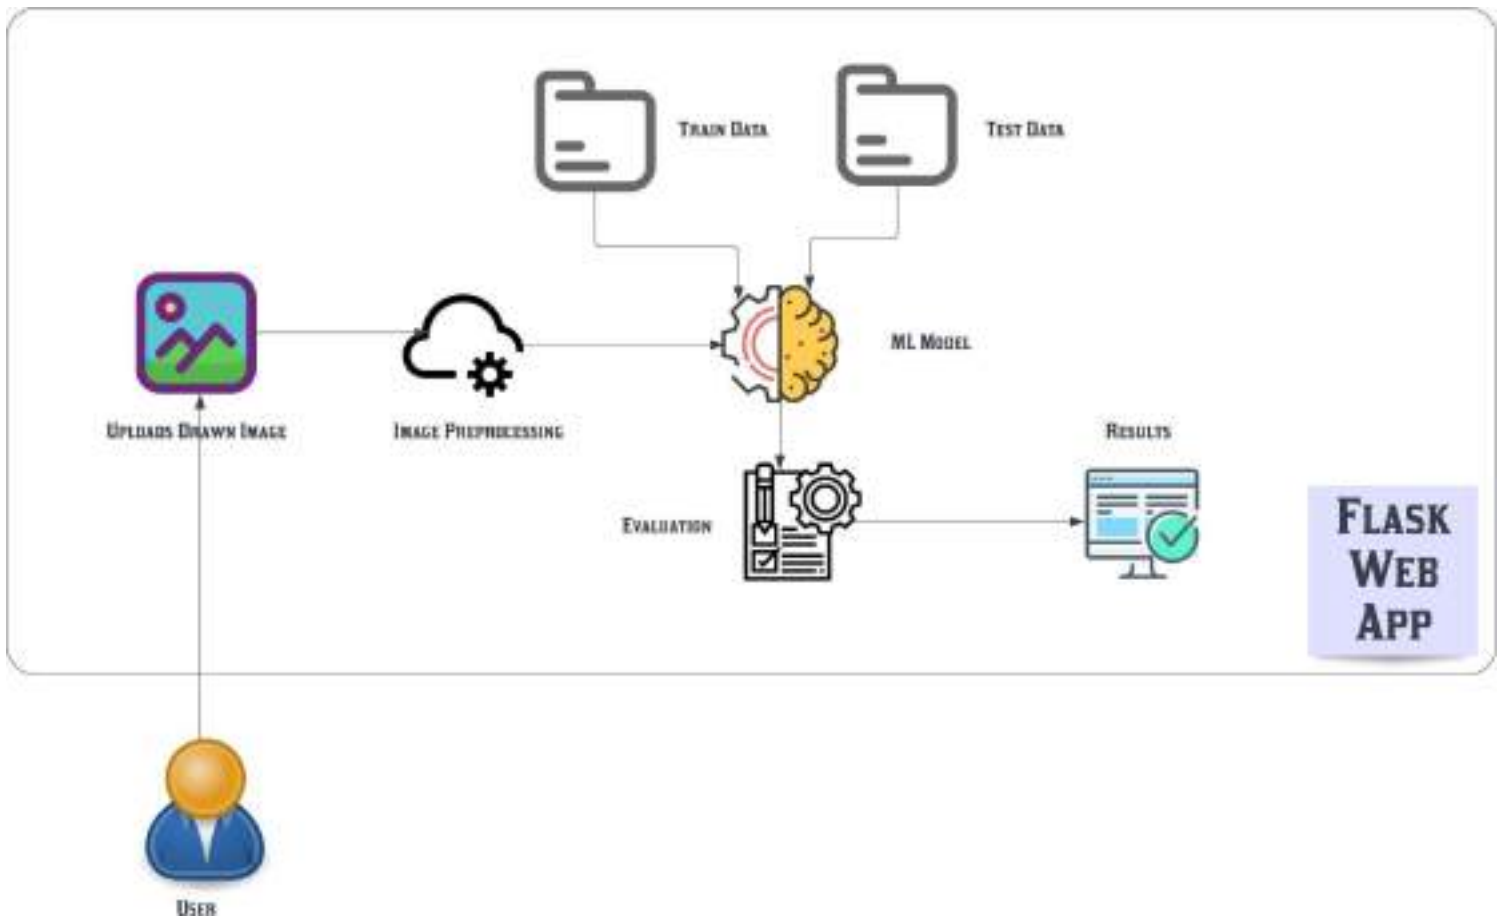 Train Data
Test Data
ML Model
Uploads Drawn Image
Image Preprocessing
Results
Evaluation
Flask
Web
App
User